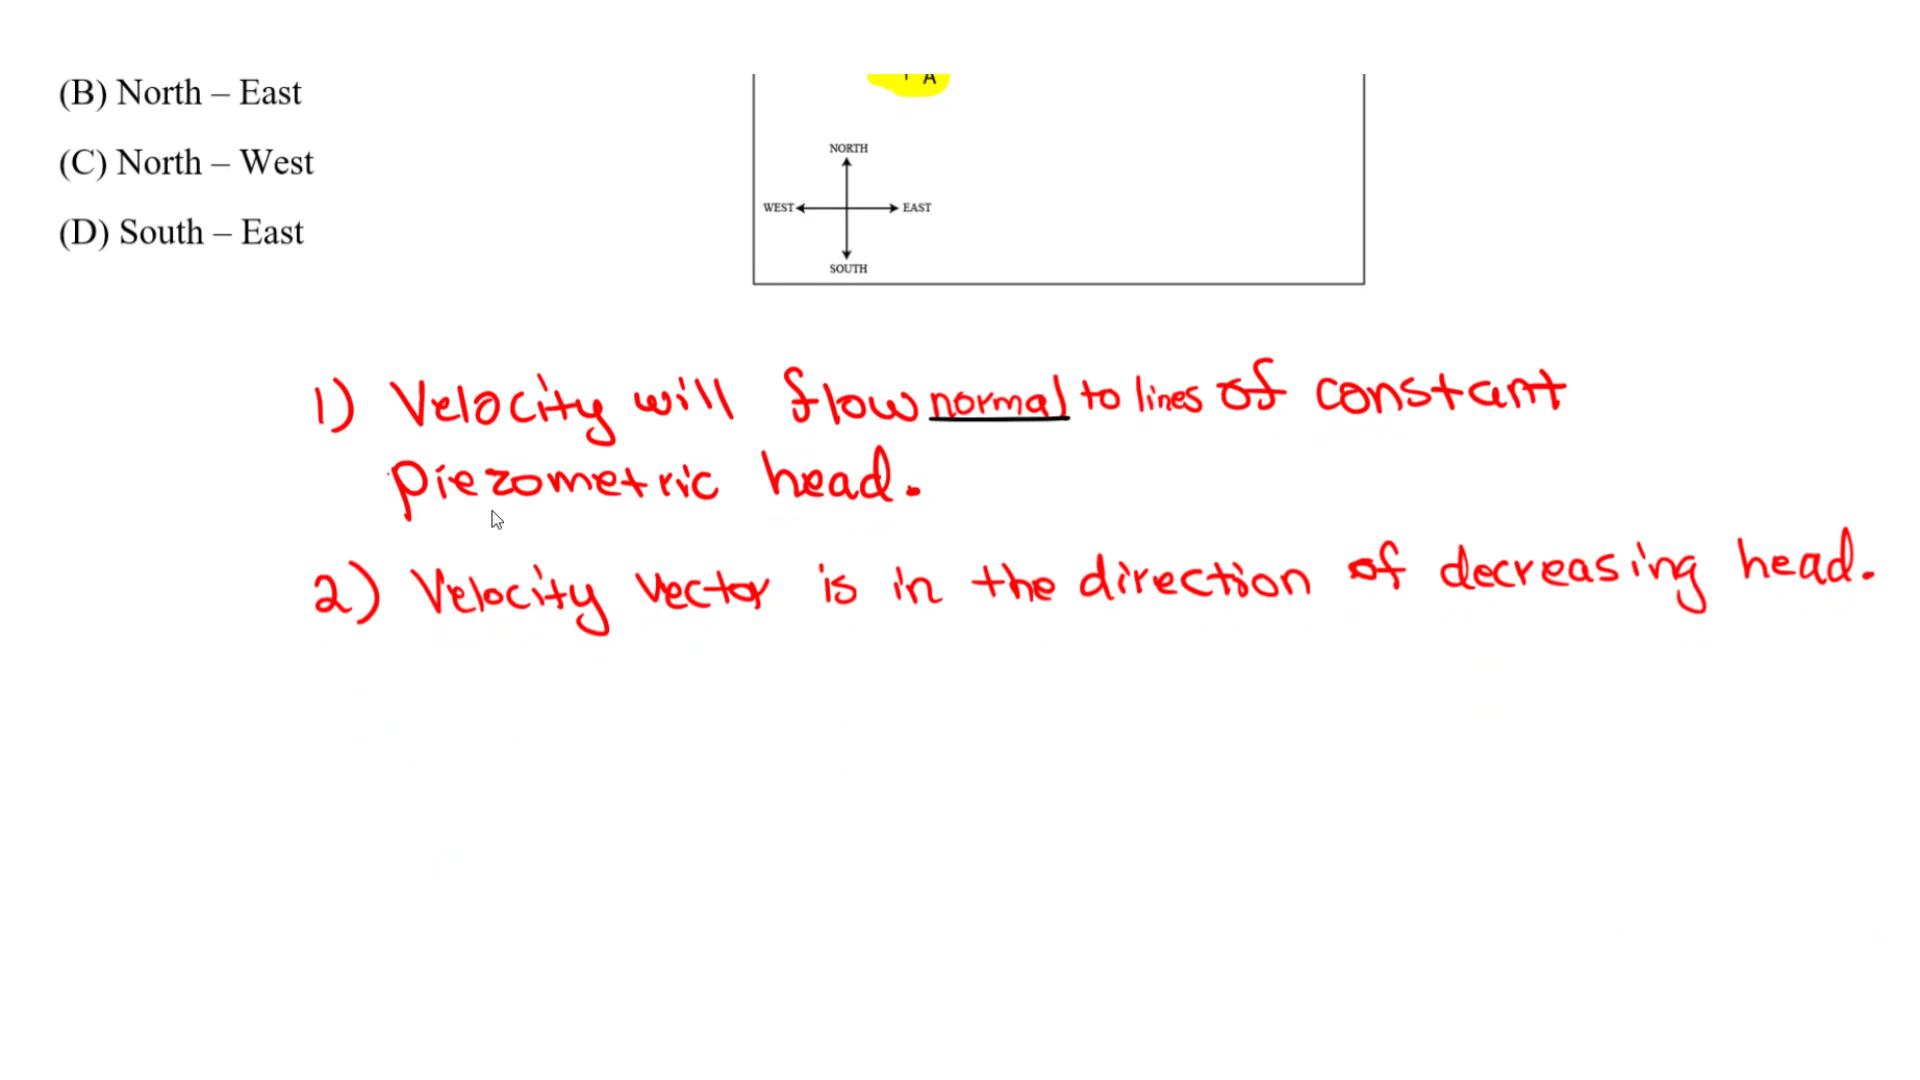 (B) North – East
A
(C) North – West
(D) South – East
NORTH
WEST EAST
SOUTH
1) Velocity will flow normal to lines of constant
piezometric head.
2) Velocity vector is in the direction of decreasing head.